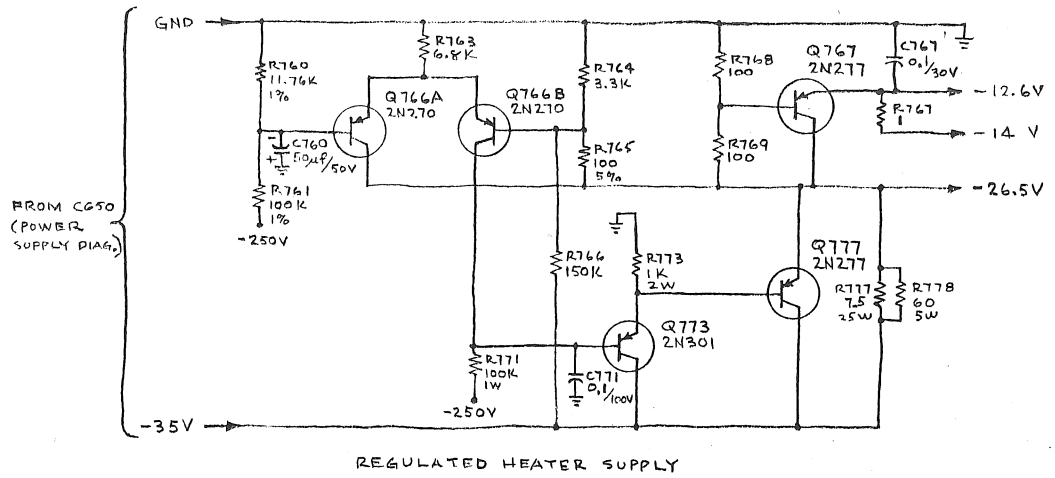 GND
R760
11.76K
1%
R763
6.8K
Q766A
2N270
Q766B
2N270
R764
3.3K
R768
100
Q767
2N277
C767
0.1/30V
-12.6V
R767
1
-14 V
-
+
C760
50µf/50V
R765
100
5%
R769
100
R761
100K
1%
-250V
-26.5V
FROM C650
(POWER
SUPPLY DIAG.)
R766
150K
R773
1K
2W
Q777
2N277
R777
7.5
25W
R778
60
5W
Q773
2N301
R771
100K
1W
C771
0.1/100V
-250V
-35V
REGULATED HEATER SUPPLY